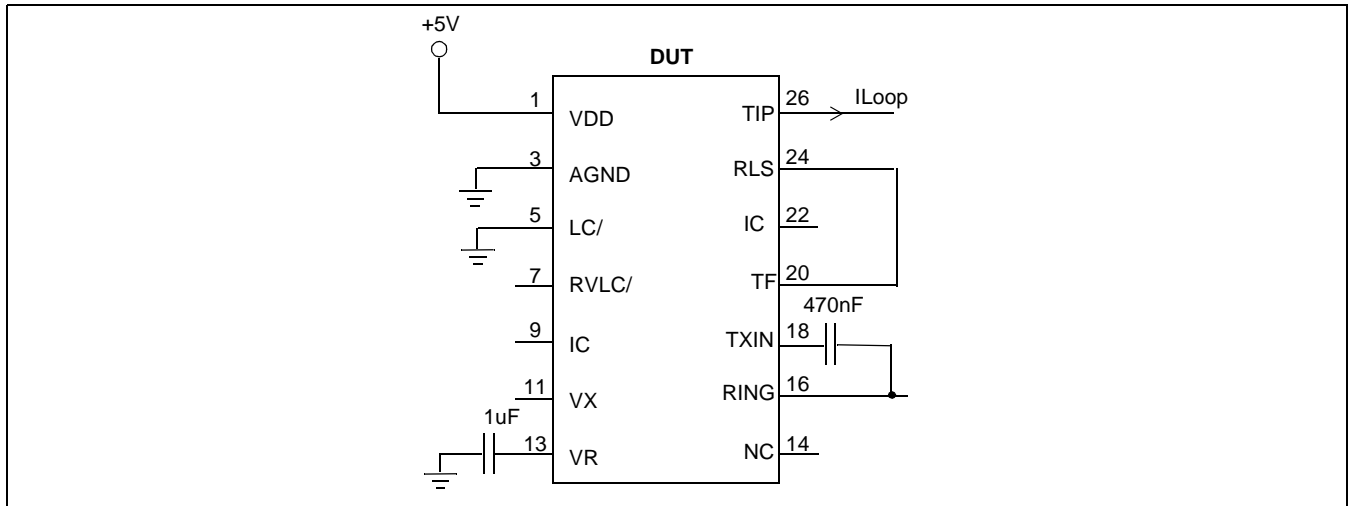 +5V
DUT
1
VDD
TIP
26
ILoop
3
AGND
RLS
24
5
LC/
IC
22
7
RVLC/
TF
20
470nF
9
IC
TXIN
18
11
VX
RING
16
1uF
13
VR
NC
14